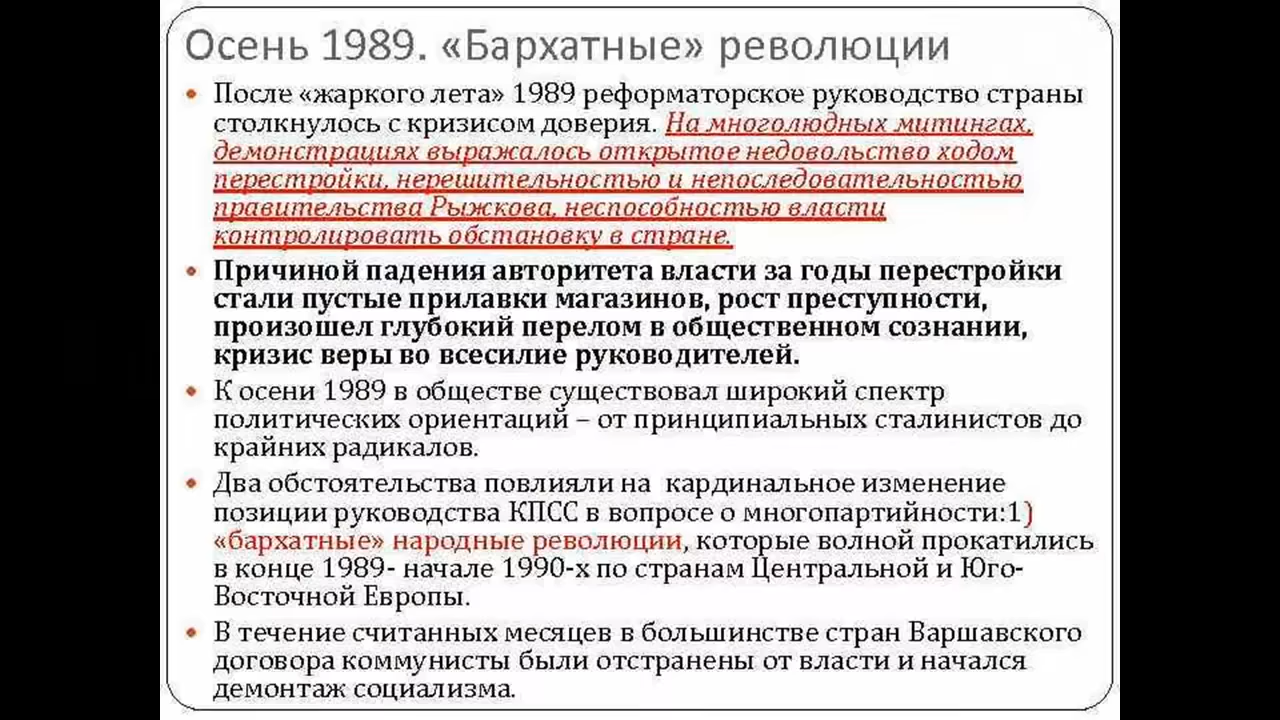 Осень 1989. «Бархатные» революции
• После «жаркого лета» 1989 реформаторское руководство страны
столкнулось с кризисом доверия. На многолюдных митингах,
демонстрациях выражалось открытое недовольство ходом
перестройки, нерешительностью и непоследовательностью
правительства Рыжкова, неспособностью власти
контролировать обстановку в стране.
• Причиной падения авторитета власти за годы перестройки
стали пустые прилавки магазинов, рост преступности,
произошел глубокий перелом в общественном сознании,
кризис веры во всесилие руководителей.
• К осени 1989 в обществе существовал широкий спектр
политических ориентаций – от принципиальных сталинистов до
крайних радикалов.
• Два обстоятельства повлияли на кардинальное изменение
позиции руководства КПСС в вопросе о многопартийности:1)
«бархатные» народные революции, которые волной прокатились
в конце 1989- начале 1990-х по странам Центральной и Юго-
Восточной Европы.
• В течение считанных месяцев в большинстве стран Варшавского
договора коммунисты были отстранены от власти и начался
демонтаж социализма.